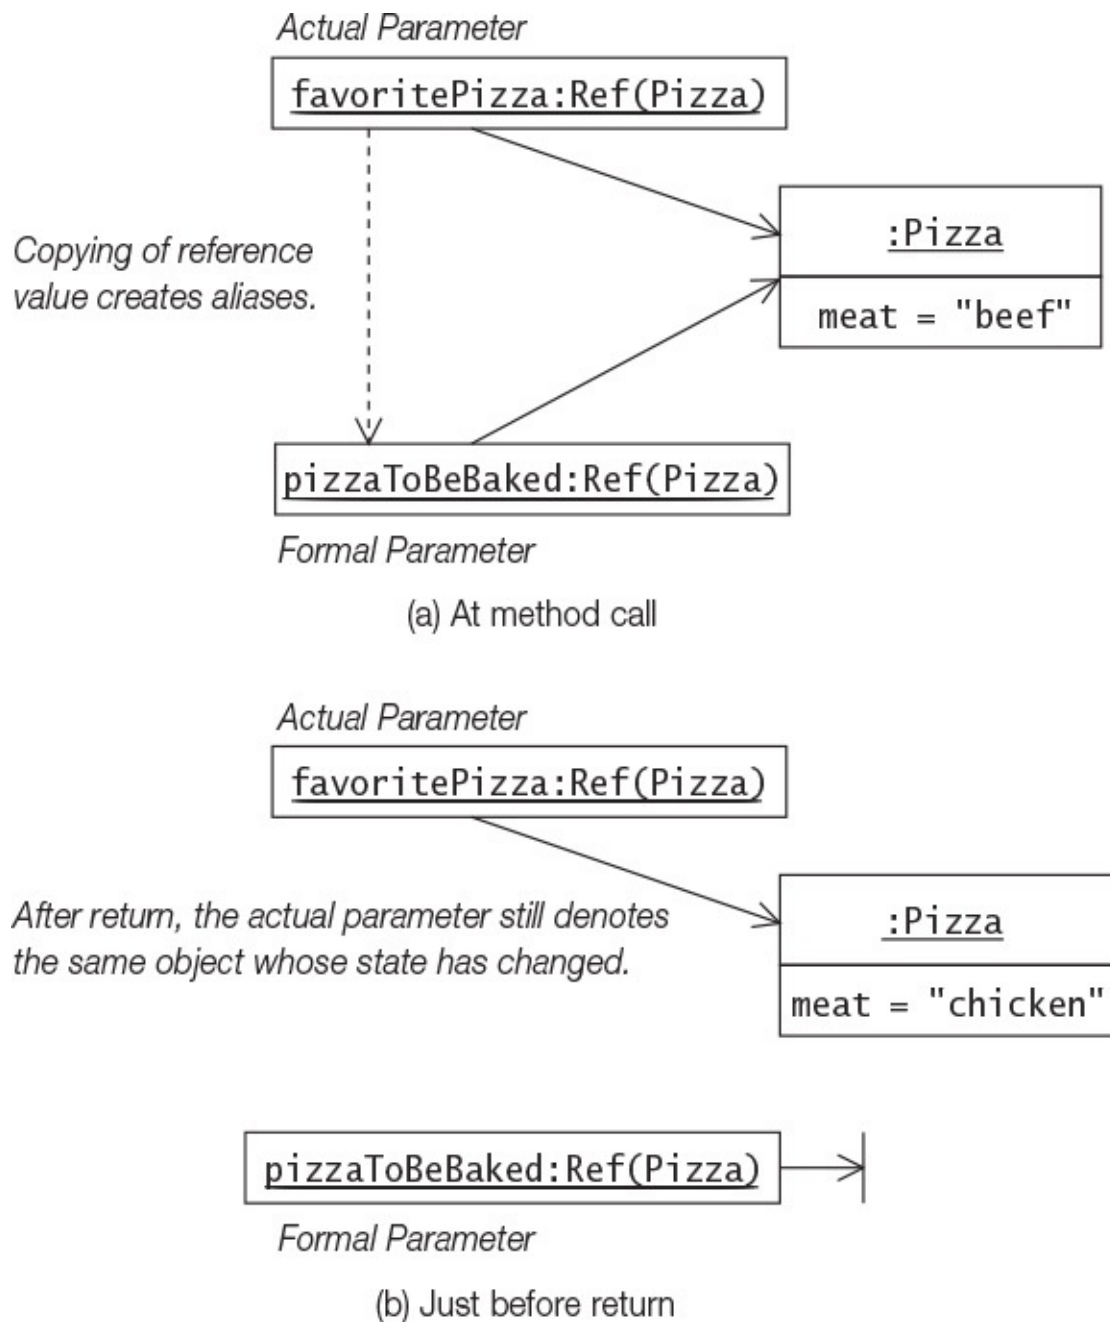 Actual Parameter
favoritePizza:Ref(Pizza)
Copying of reference
value creates aliases.
:Pizza
meat = "beef"
pizzaToBeBaked:Ref(Pizza)
Formal Parameter
(a) At method call
Actual Parameter
favoritePizza:Ref(Pizza)
After return, the actual parameter still denotes
the same object whose state has changed.
:Pizza
meat = "chicken"
pizzaToBeBaked:Ref(Pizza)
Formal Parameter
(b) Just before return